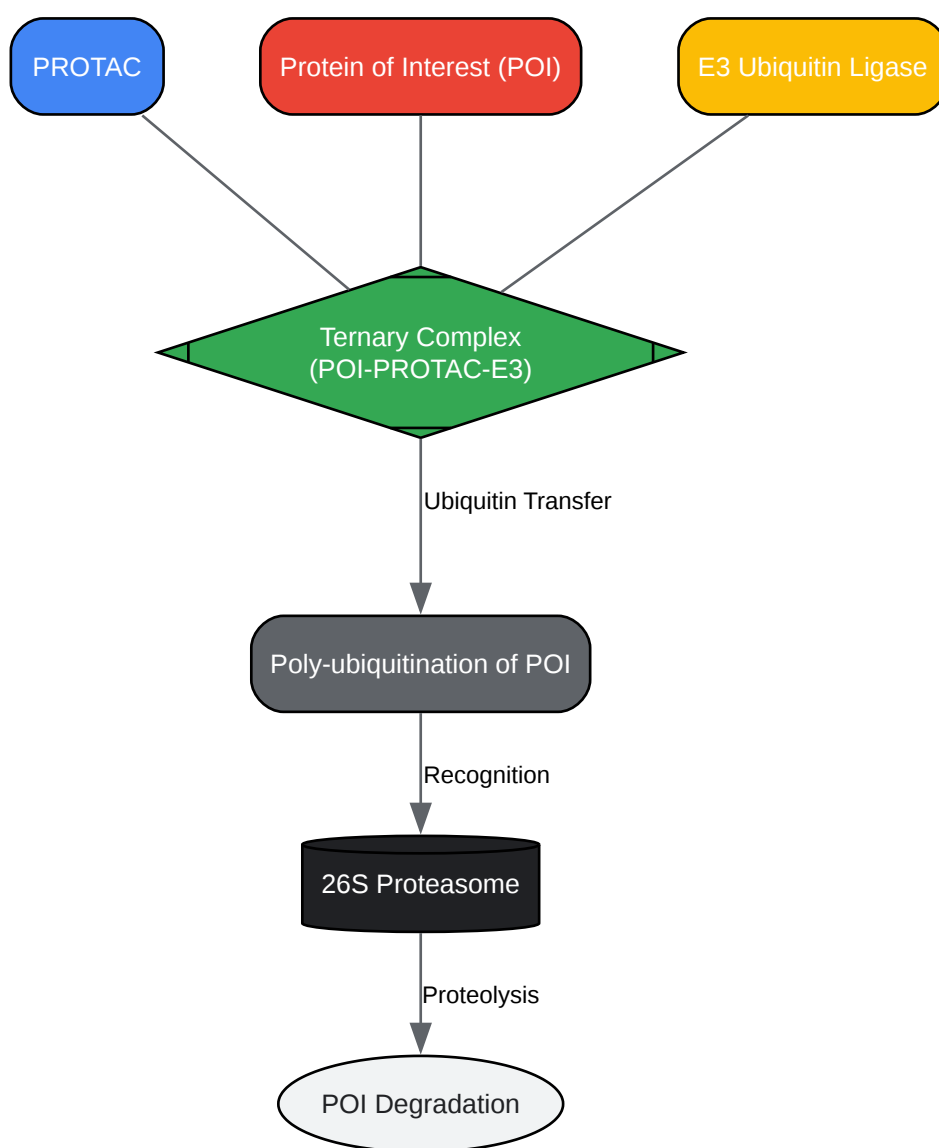 PROTAC
Protein of Interest (POI)
E3 Ubiquitin Ligase
Ternary Complex
(POI-PROTAC-E3)
Ubiquitin Transfer
Poly-ubiquitination of POI
Recognition
26S Proteasome
Proteolysis
POI Degradation